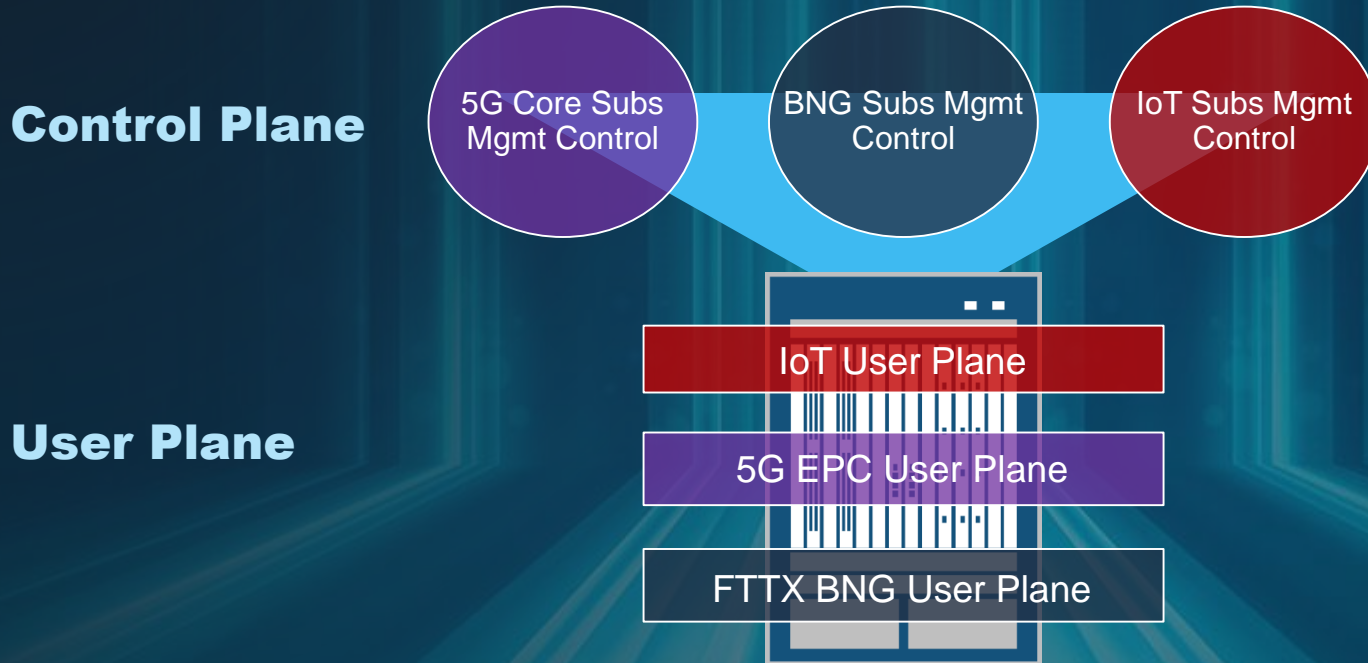 Control Plane
5G Core Subs
Mgmt Control
BNG Subs Mgmt
Control
IoT Subs Mgmt
Control
User Plane
IoT User Plane
5G EPC User Plane
FTTX BNG User Plane